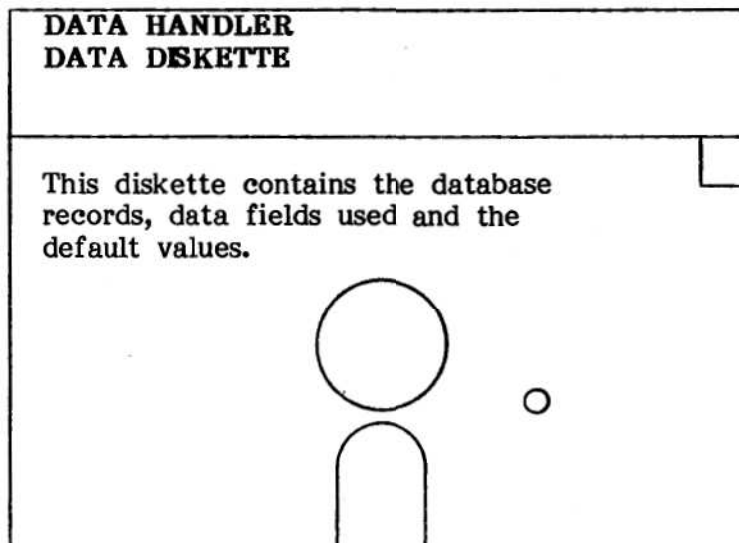 DATA HANDLER
DATA DISKETTE
This diskette contains the database
records, data fields used and the
default values.